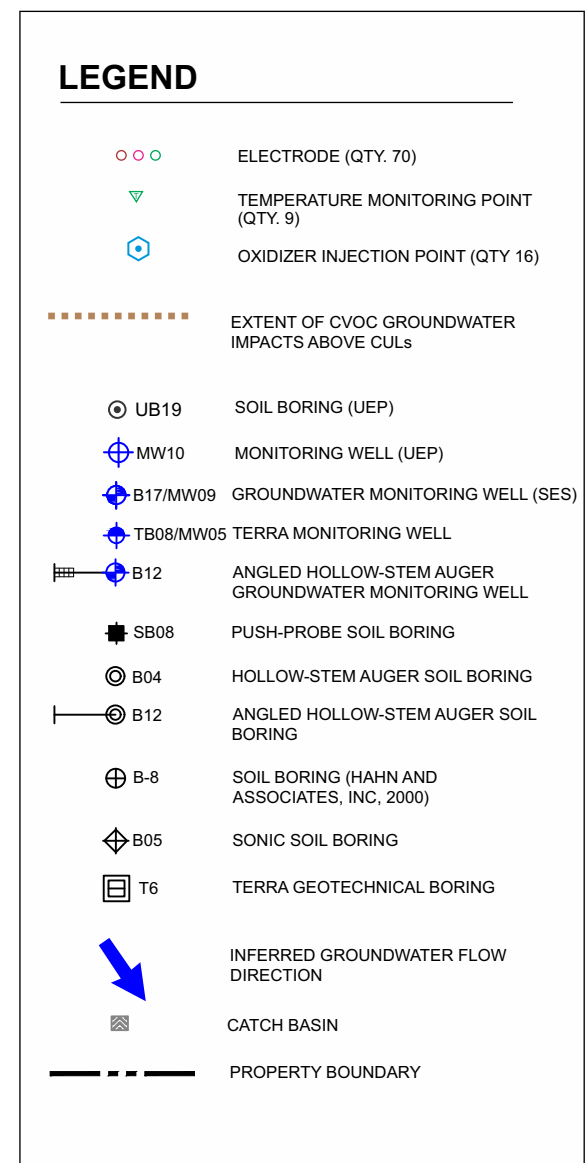 LEGEND
ELECTRODE (QTY. 70)
T
TEMPERATURE MONITORING POINT
(QTY. 9)
OXIDIZER INJECTION POINT (QTY 16)
EXTENT OF CVOC GROUNDWATER
IMPACTS ABOVE CULs
UB19 SOIL BORING (UEP)
MW10 MONITORING WELL (UEP)
B17/MW09 GROUNDWATER MONITORING WELL (SES)
TB08/MW05 TERRA MONITORING WELL
B12 ANGLED HOLLOW-STEM AUGER
GROUNDWATER MONITORING WELL
SB08 PUSH-PROBE SOIL BORING
B04 HOLLOW-STEM AUGER SOIL BORING
B12 ANGLED HOLLOW-STEM AUGER SOIL
BORING
B-8 SOIL BORING (HAHN AND
ASSOCIATES, INC, 2000)
B05 SONIC SOIL BORING
T6 TERRA GEOTECHNICAL BORING
INFERRED GROUNDWATER FLOW
DIRECTION
CATCH BASIN
PROPERTY BOUNDARY